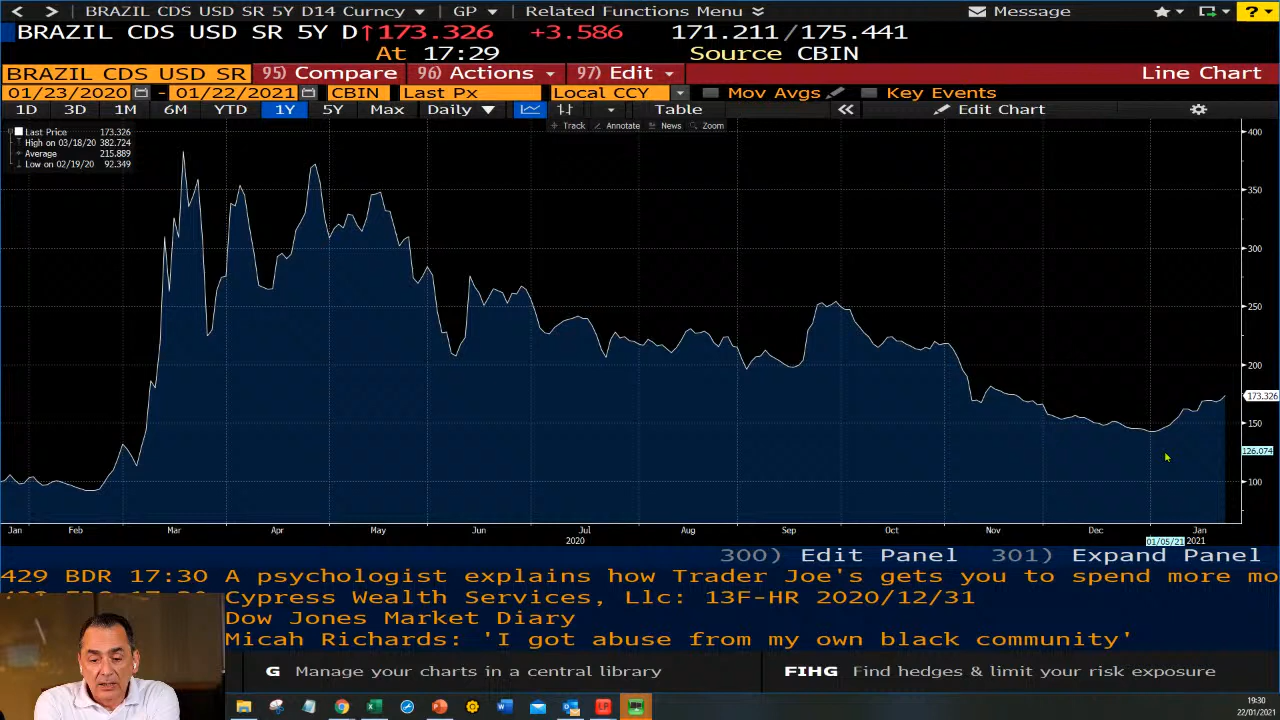 BRAZIL CDS USD SR 5Y D14 Curncy GP Related Functions Menu Message ?
BRAZIL CDS USD SR 5Y D↑173.326 +3.586 171.211/175.441
At 17:29 Source CBIN
BRAZIL CDS USD SR 95) Compare 96) Actions 97) Edit Line Chart
01/23/2020 - 01/22/2021 CBIN Last Px Local CCY Mov Avgs Key Events
1D 3D 1M 6M YTD 1Y 5Y Max Daily ▼ Table « Edit Chart
Track Annotate News Zoom
Last Price 173.326
High on 03/18/20 382.724
Average 215.889
Low on 02/19/20 92.349
400
350
300
250
200
173.326
150
126.074
100
Jan Feb Mar Apr May Jun Jul Aug Sep Oct Nov Dec Jan
2020 01/05/21 2021
300) Edit Panel 301) Expand Panel
429 BDR 17:30 A psychologist explains how Trader Joe's gets you to spend more mo
Cypress Wealth Services, Llc: 13F-HR 2020/12/31
Dow Jones Market Diary
Micah Richards: 'I got abuse from my own black community'
G Manage your charts in a central library FIHG Find hedges & limit your risk exposure
19:30
22/01/2021